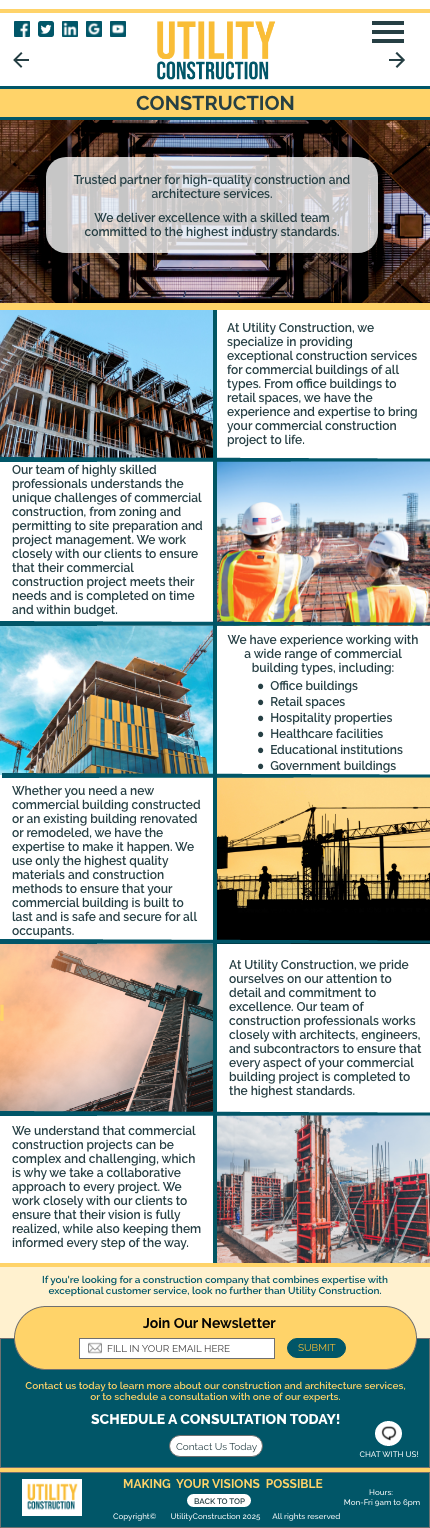 UTILITY
CONSTRUCTION
CONSTRUCTION
Trusted partner for high-quality construction and
architecture services.
We deliver excellence with a skilled team
committed to the highest industry standards.
At Utility Construction, we
specialize in providing
exceptional construction services
for commercial buildings of all
types. From office buildings to
retail spaces, we have the
experience and expertise to bring
your commercial construction
project to life.
Our team of highly skilled
professionals understands the
unique challenges of commercial
construction, from zoning and
permitting to site preparation and
project management. We work
closely with our clients to ensure
that their commercial
construction project meets their
needs and is completed on time
and within budget.
We have experience working with
a wide range of commercial
building types, including:
• Office buildings
• Retail spaces
• Hospitality properties
• Healthcare facilities
• Educational institutions
• Government buildings
Whether you need a new
commercial building constructed
or an existing building renovated
or remodeled, we have the
expertise to make it happen. We
use only the highest quality
materials and construction
methods to ensure that your
commercial building is built to
last and is safe and secure for all
occupants.
At Utility Construction, we pride
ourselves on our attention to
detail and commitment to
excellence. Our team of
construction professionals works
closely with architects, engineers,
and subcontractors to ensure that
every aspect of your commercial
building project is completed to
the highest standards.
We understand that commercial
construction projects can be
complex and challenging, which
is why we take a collaborative
approach to every project. We
work closely with our clients to
ensure that their vision is fully
realized, while also keeping them
informed every step of the way.
If you're looking for a construction company that combines expertise with
exceptional customer service, look no further than Utility Construction.
Join Our Newsletter
FILL IN YOUR EMAIL HERE
SUBMIT
Contact us today to learn more about our construction and architecture services,
or to schedule a consultation with one of our experts.
SCHEDULE A CONSULTATION TODAY!
Contact Us Today
CHAT WITH US!
UTILITY
CONSTRUCTION
MAKING YOUR VISIONS POSSIBLE
BACK TO TOP
Copyright© UtilityConstruction 2025 All rights reserved
Hours:
Mon-Fri 9am to 6pm